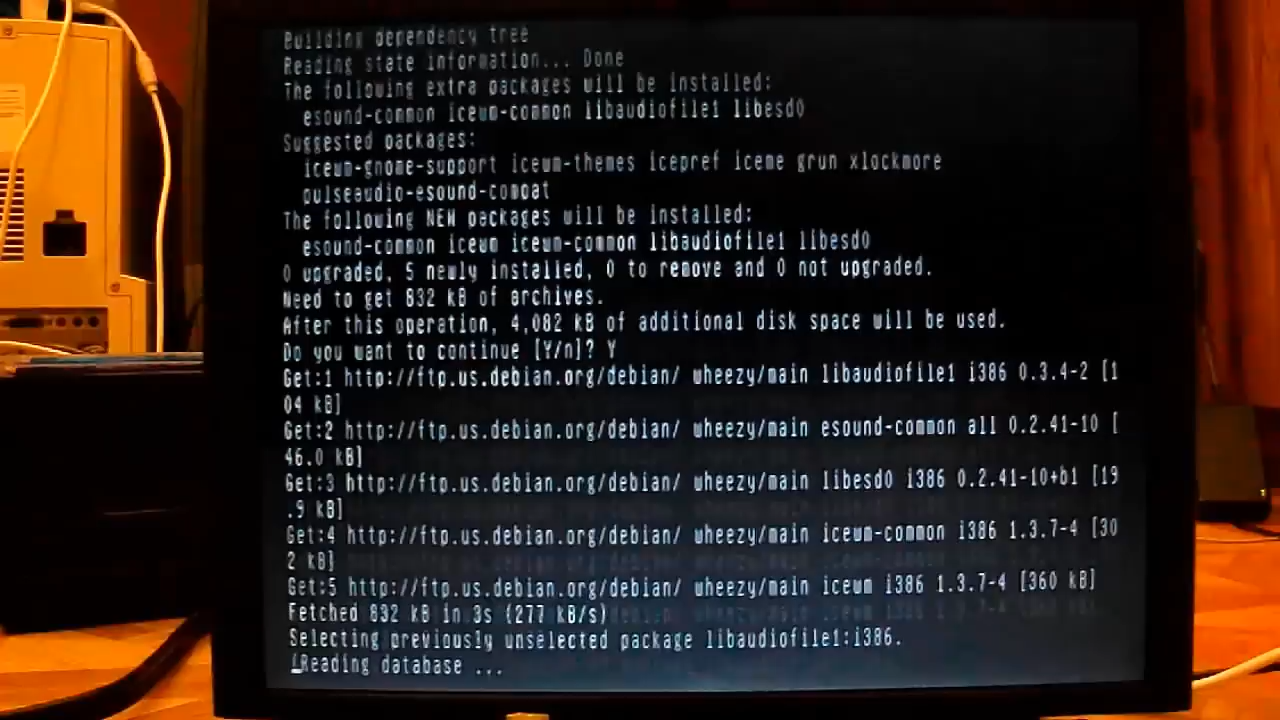 Building dependency tree
Reading state information... Done
The following extra packages will be installed:
esound-common icewm-common libaudiofile1 libesd0
Suggested packages:
icewm-gnome-support icewm-themes icepref iceme grun xlockmore
pulseaudio-esound-compat
The following NEW packages will be installed:
esound-common icewm icewm-common libaudiofile1 libesd0
0 upgraded, 5 newly installed, 0 to remove and 0 not upgraded.
Need to get 832 kB of archives.
After this operation, 4,082 kB of additional disk space will be used.
Do you want to continue [Y/n]? Y
Get:1 http://ftp.us.debian.org/debian/ wheezy/main libaudiofile1 i386 0.3.4-2 [1
04 kB]
Get:2 http://ftp.us.debian.org/debian/ wheezy/main esound-common all 0.2.41-10 [
46.0 kB]
Get:3 http://ftp.us.debian.org/debian/ wheezy/main libesd0 i386 0.2.41-10+b1 [19
.9 kB]
Get:4 http://ftp.us.debian.org/debian/ wheezy/main icewm-common i386 1.3.7-4 [30
2 kB]
Get:5 http://ftp.us.debian.org/debian/ wheezy/main icewm i386 1.3.7-4 [360 kB]
Fetched 832 kB in 3s (277 kB/s)
Selecting previously unselected package libaudiofile1:i386.
(Reading database ...